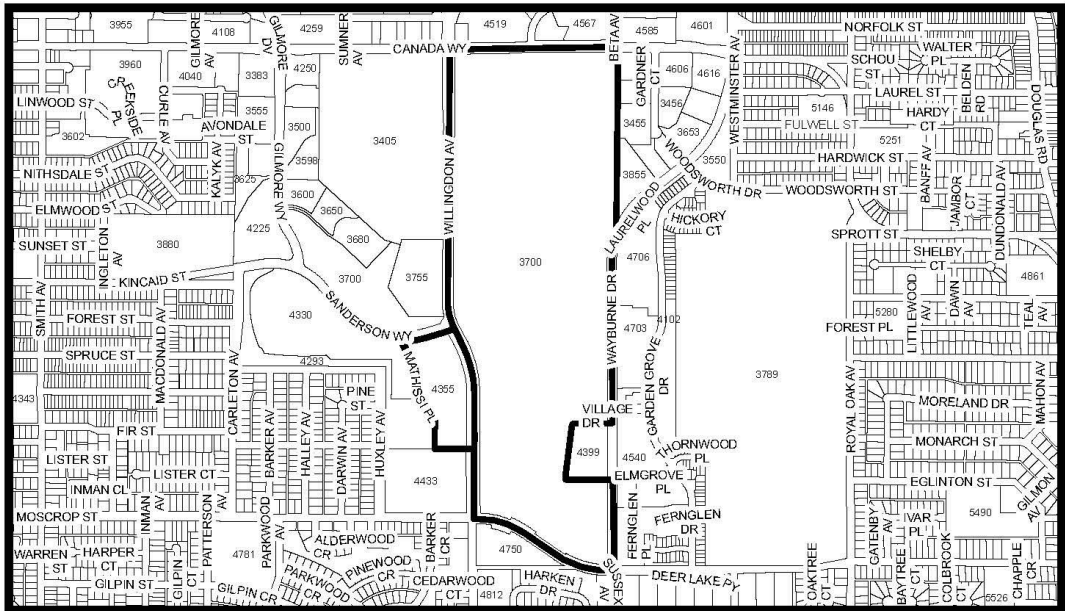 3955
4108
GILMORE AV
GILMORE DV
4259
SUMNER AV
4519
4567
4585
4601
NORFOLK ST
CANADA WY
BETA AV
WALTER PL
SCHOU ST
3960
4040
3383
4250
GARDNER CT
4606
4616
WESTMINSTER AV
LAUREL ST
BELDEN RD
DOUGLAS RD
LINWOOD ST
CURLE AV
3555
3456
5146
HARDY CT
3602
AVONDALE ST
3500
3405
3455
3653
FULWELL ST
5251
NITHSDALE ST
KALYK AV
3598
GILMORE WY
WILLINGDON AV
3550
HARDWICK ST
3625
3855
WOODSWORTH DR
WOODSWORTH ST
BANFF AV
JAMBOR CT
DUNDONALD AV
ELMWOOD ST
3600
3650
LAURELWOOD PL
HICKORY CT
SUNSET ST
INGLETON AV
3880
4225
3680
SPROTT ST
SHELBY CT
KINCAID ST
3700
3755
3700
4706
4861
SMITH AV
FOREST ST
MACDONALD AV
4330
SANDERSON WY
WAYBURNE DR
4703
4102
5280
LITTLEWOOD AV
DAWN AV
TEAL AV
FOREST PL
SPRUCE ST
4293
MATHISSI PL
GARDEN GROVE DR
3789
4343
CARLETON AV
PINE ST
4355
VILLAGE DR
ROYAL OAK AV
MORELAND DR
MAHON AV
FIR ST
BARKER AV
HALLEY AV
DARWIN AV
HUXLEY AV
4399
4540
THORNWOOD PL
MONARCH ST
LISTER ST
LISTER CT
4433
ELMGROVE PL
EGLINTON ST
GILMON AV
INMAN CL
INMAN AV
PATTERSON AV
PARKWOOD AV
FERNGLEN PL
FERNGLEN DR
GATENBY AV
IVAR PL
5490
MOSCROP ST
ALDERWOOD CR
BARKER CR
WARREN ST
HARPER CT
4781
PINEWOOD CR
4750
SUSSEX AV
OAKTREE CT
BAYTREE CT
COLBROOK CT
CHAPPLE CR
GILPIN ST
GILPIN CT
GILPIN CR
PARKWOOD CR
CEDARWOOD CT
4812
HARKEN DR
DEER LAKE PY
5526